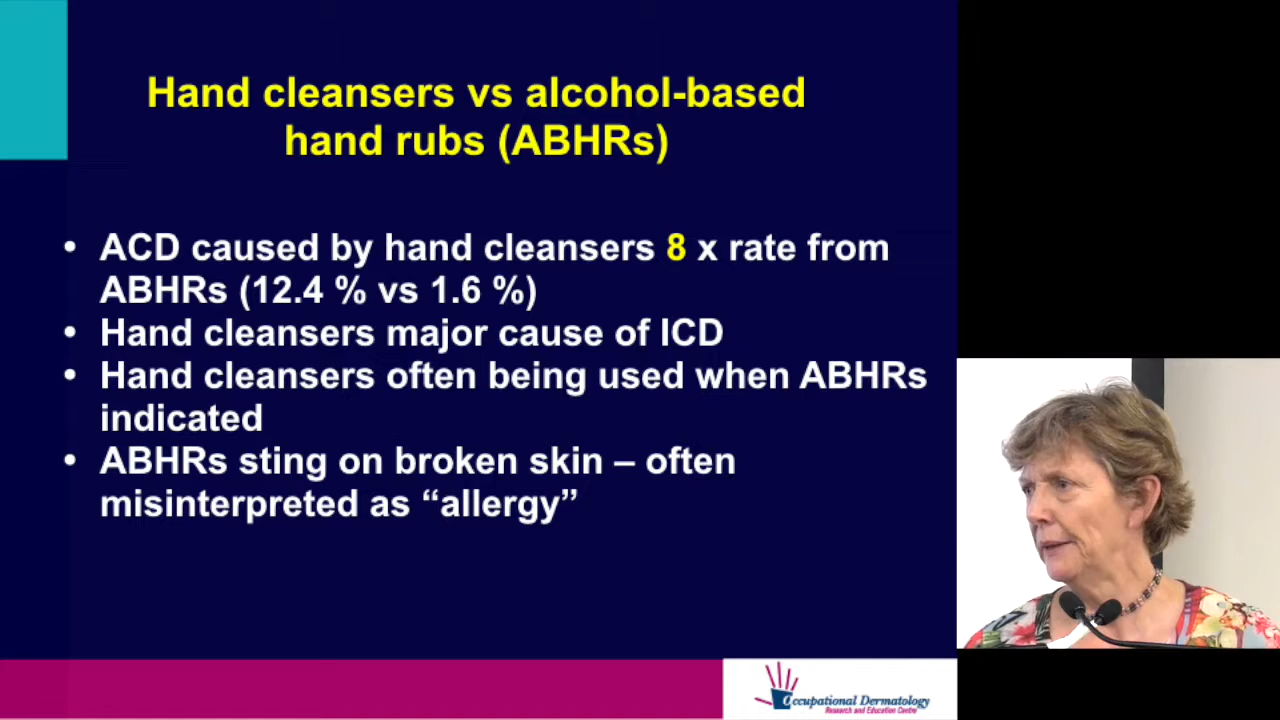 Hand cleansers vs alcohol-based
hand rubs (ABHRs)
• ACD caused by hand cleansers 8 x rate from
ABHRs (12.4 % vs 1.6 %)
• Hand cleansers major cause of ICD
• Hand cleansers often being used when ABHRs
indicated
• ABHRs sting on broken skin – often
misinterpreted as “allergy”
Occupational Dermatology
Research and Education Centre